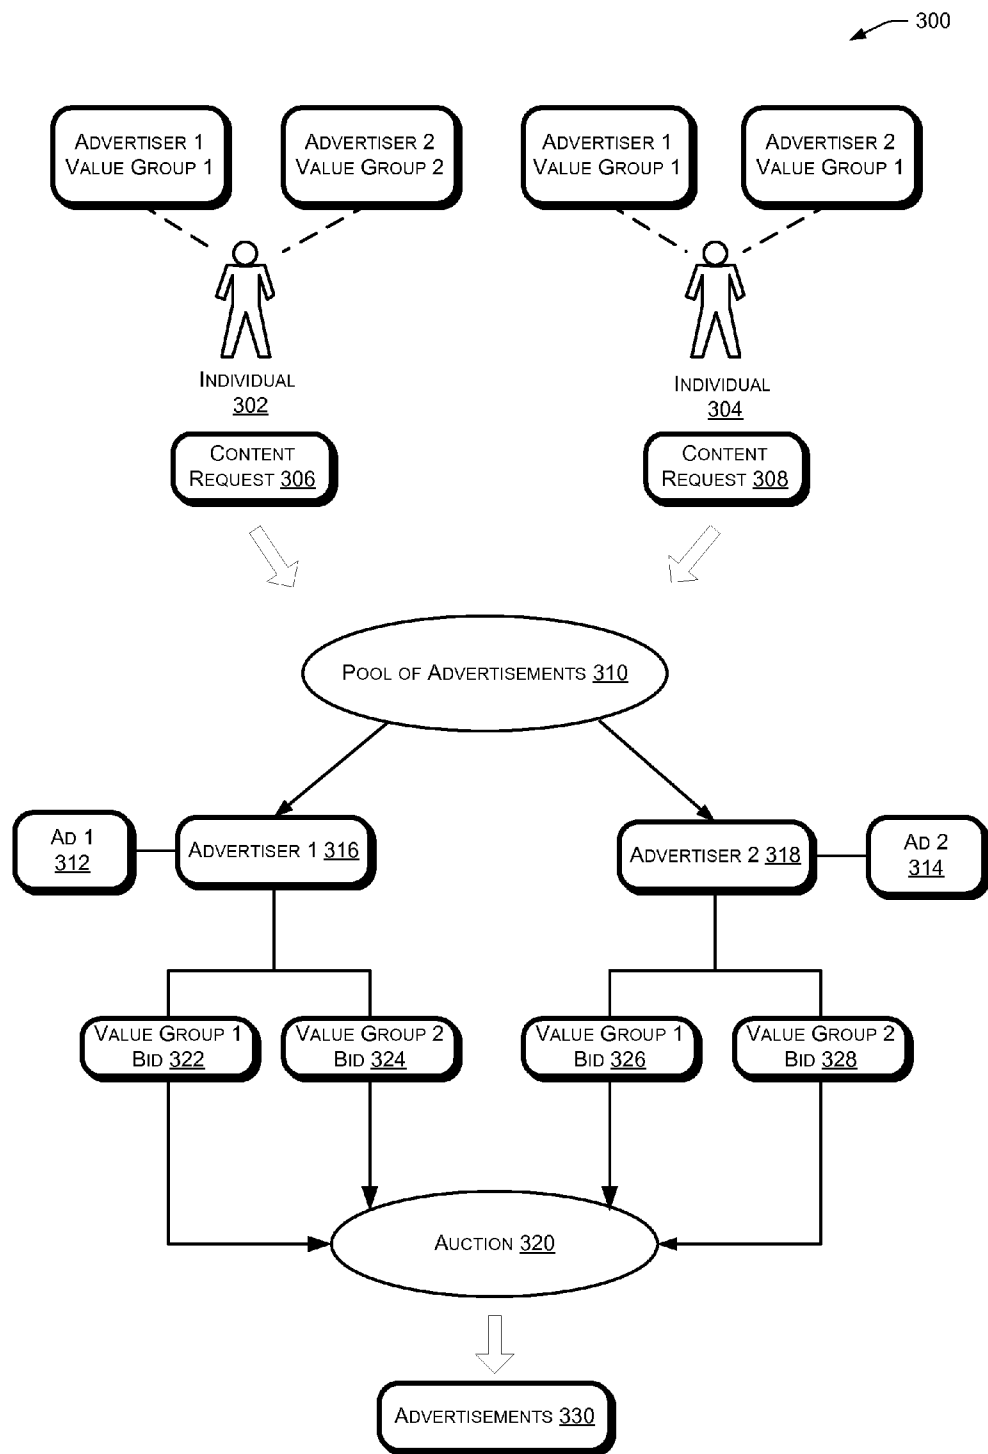 300
Advertiser 1
Value Group 1
Advertiser 2
Value Group 2
Advertiser 1
Value Group 1
Advertiser 2
Value Group 1
Individual
302
Individual
304
Content
Request 306
Content
Request 308
Pool of Advertisements 310
Ad 1
312
Advertiser 1 316
Advertiser 2 318
Ad 2
314
Value Group 1
Bid 322
Value Group 2
Bid 324
Value Group 1
Bid 326
Value Group 2
Bid 328
Auction 320
Advertisements 330